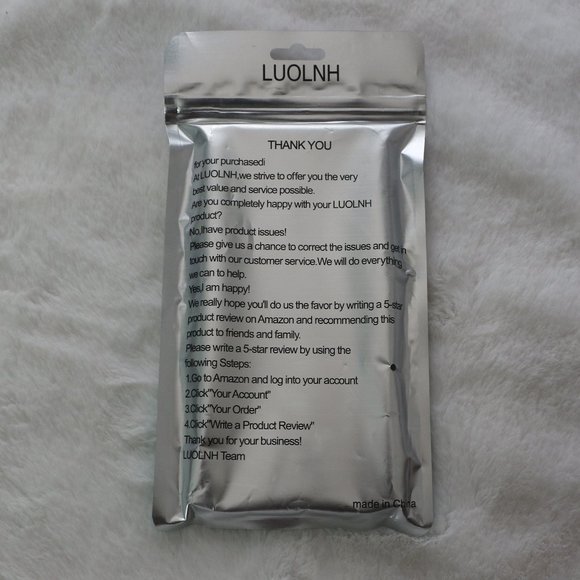 LUOLNH
THANK YOU
for your purchasedi
At LUOLNH,we strive to offer you the very
best value and service possible.
Are you completely happy with your LUOLNH
product?
No,Ihave product issues!
Please give us a chance to correct the issues and get in
touch with our customer service.We will do everything
we can to help.
Yes,I am happy!
We really hope you'll do us the favor by writing a 5-star
product review on Amazon and recommending this
product to friends and family.
Please write a 5-star review by using the
following Ssteps:
1.Go to Amazon and log into your account
2.Click"Your Account"
3.Click"Your Order"
4.Click"Write a Product Review"
Thank you for your business!
LUOLNH Team
made in China